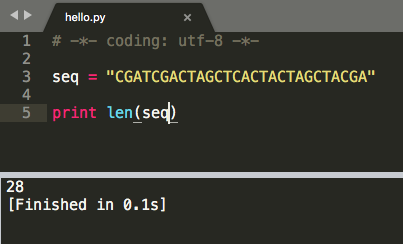 hello.py
1 # -*- coding: utf-8 -*-
2
3 seq = "CGATCGACTAGCTCACTACTAGCTACGA"
4
5 print len(seq)
28
[Finished in 0.1s]